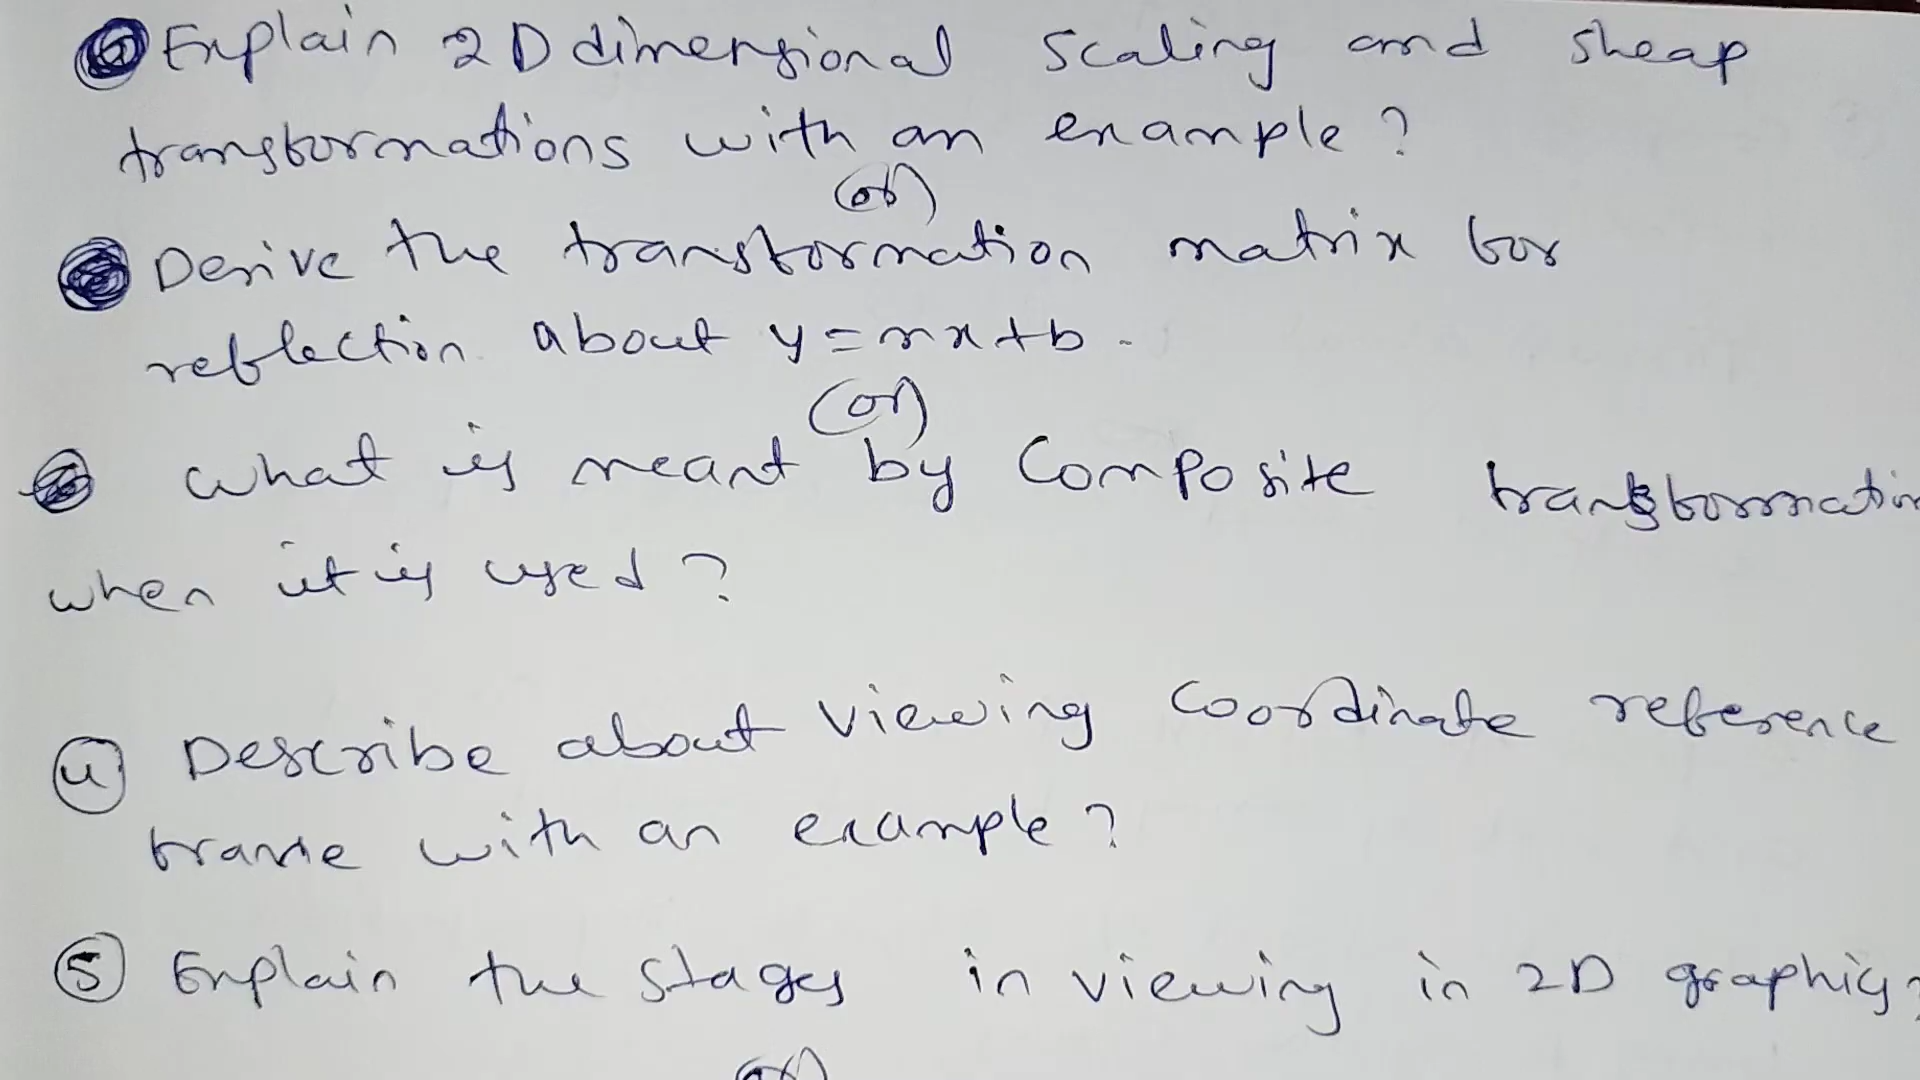 Explain 2D dimensional scaling and sheap
transformations with an example?
(or)
Derive the transformation matrix for
reflection about y=mx+b.
(or)
What is meant by Composite transformation
when it is used?
④ Describe about viewing coordinate reference
frame with an example?
⑤ Explain the stages in viewing in 2D graphics?
(or)